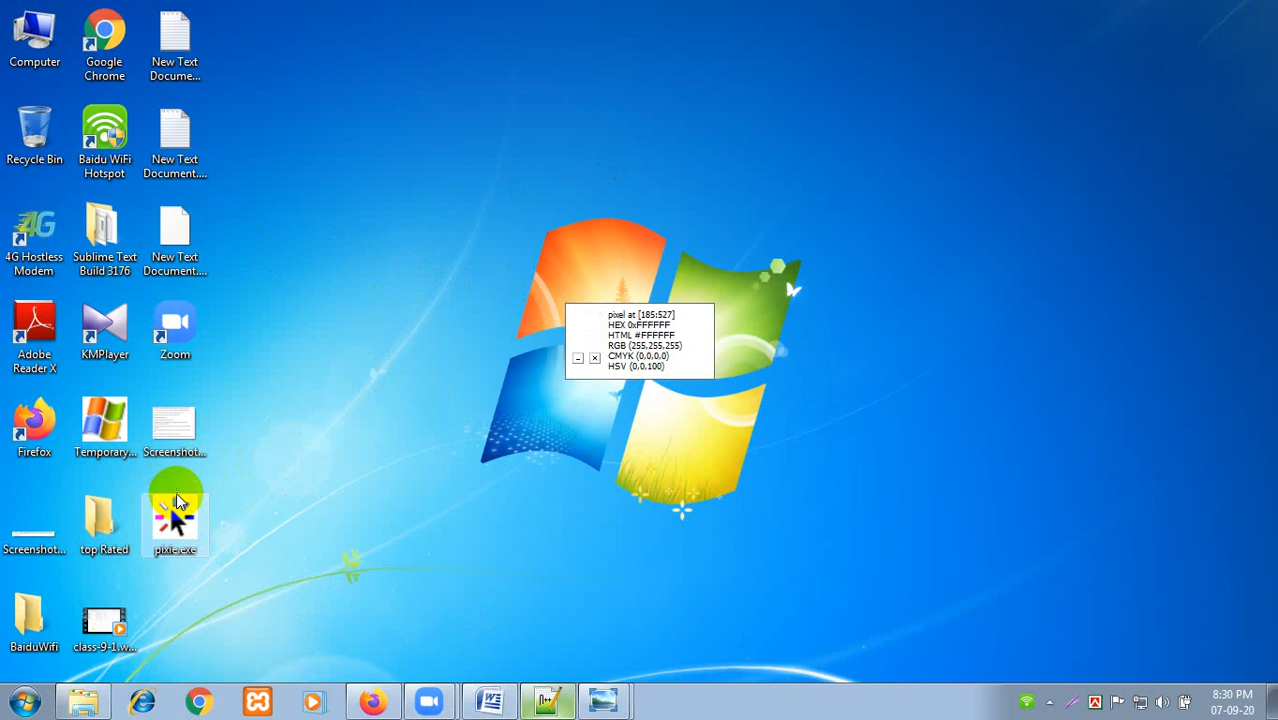 Computer
Google
Chrome
New Text
Docume...
Recycle Bin
Baidu WiFi
Hotspot
New Text
Document....
4G
4G Hostless
Modem
Sublime Text
Build 3176
New Text
Document....
Adobe
Reader X
KMPlayer
Zoom
Firefox
Temporary...
Screenshot...
Screenshot...
top Rated
pixie.exe
BaiduWifi
class-9-1.w...
pixel at [185:527]
HEX 0xFFFFFF
HTML #FFFFFF
RGB (255,255,255)
CMYK (0,0,0,0)
HSV (0,0,100)
8:30 PM
07-09-20